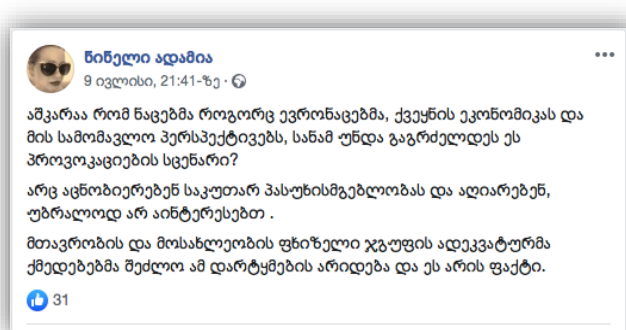 ნინელი ადამია
9 ივლისი, 21:41-ზე ·
აშკარაა რომ ნაცებმა როგორც ევრონაცებმა, ქვეყნის ეკონომიკას და
მის სამომავლო პერსპექტივებს, სანამ უნდა გაგრძელდეს ეს
პროვოკაციების სცენარი?
არც აცნობიერებენ საკუთარ პასუხისმგებლობას და აღიარებენ,
უბრალოდ არ აინტერესებთ .
მთავრობის და მოსახლეობის ფხიზელი ჯგუფის ადეკვატურმა
ქმედებებმა შეძლო ამ დარტყმების არიდება და ეს არის ფაქტი.
31